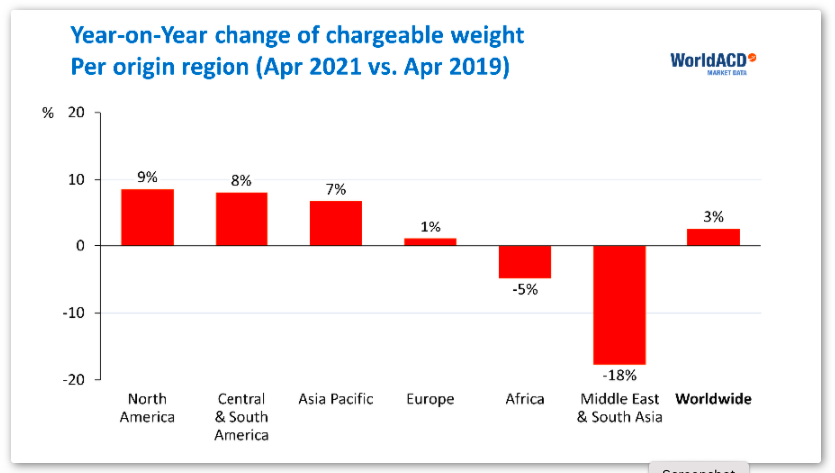 Year-on-Year change of chargeable weight
Per origin region (Apr 2021 vs. Apr 2019)
WorldACD
MARKET DATA
% 20
10
0
-10
-20
9%
8%
7%
1%
-5%
-18%
3%
North
America
Central
& South
America
Asia Pacific
Europe
Africa
Middle East
& South Asia
Worldwide